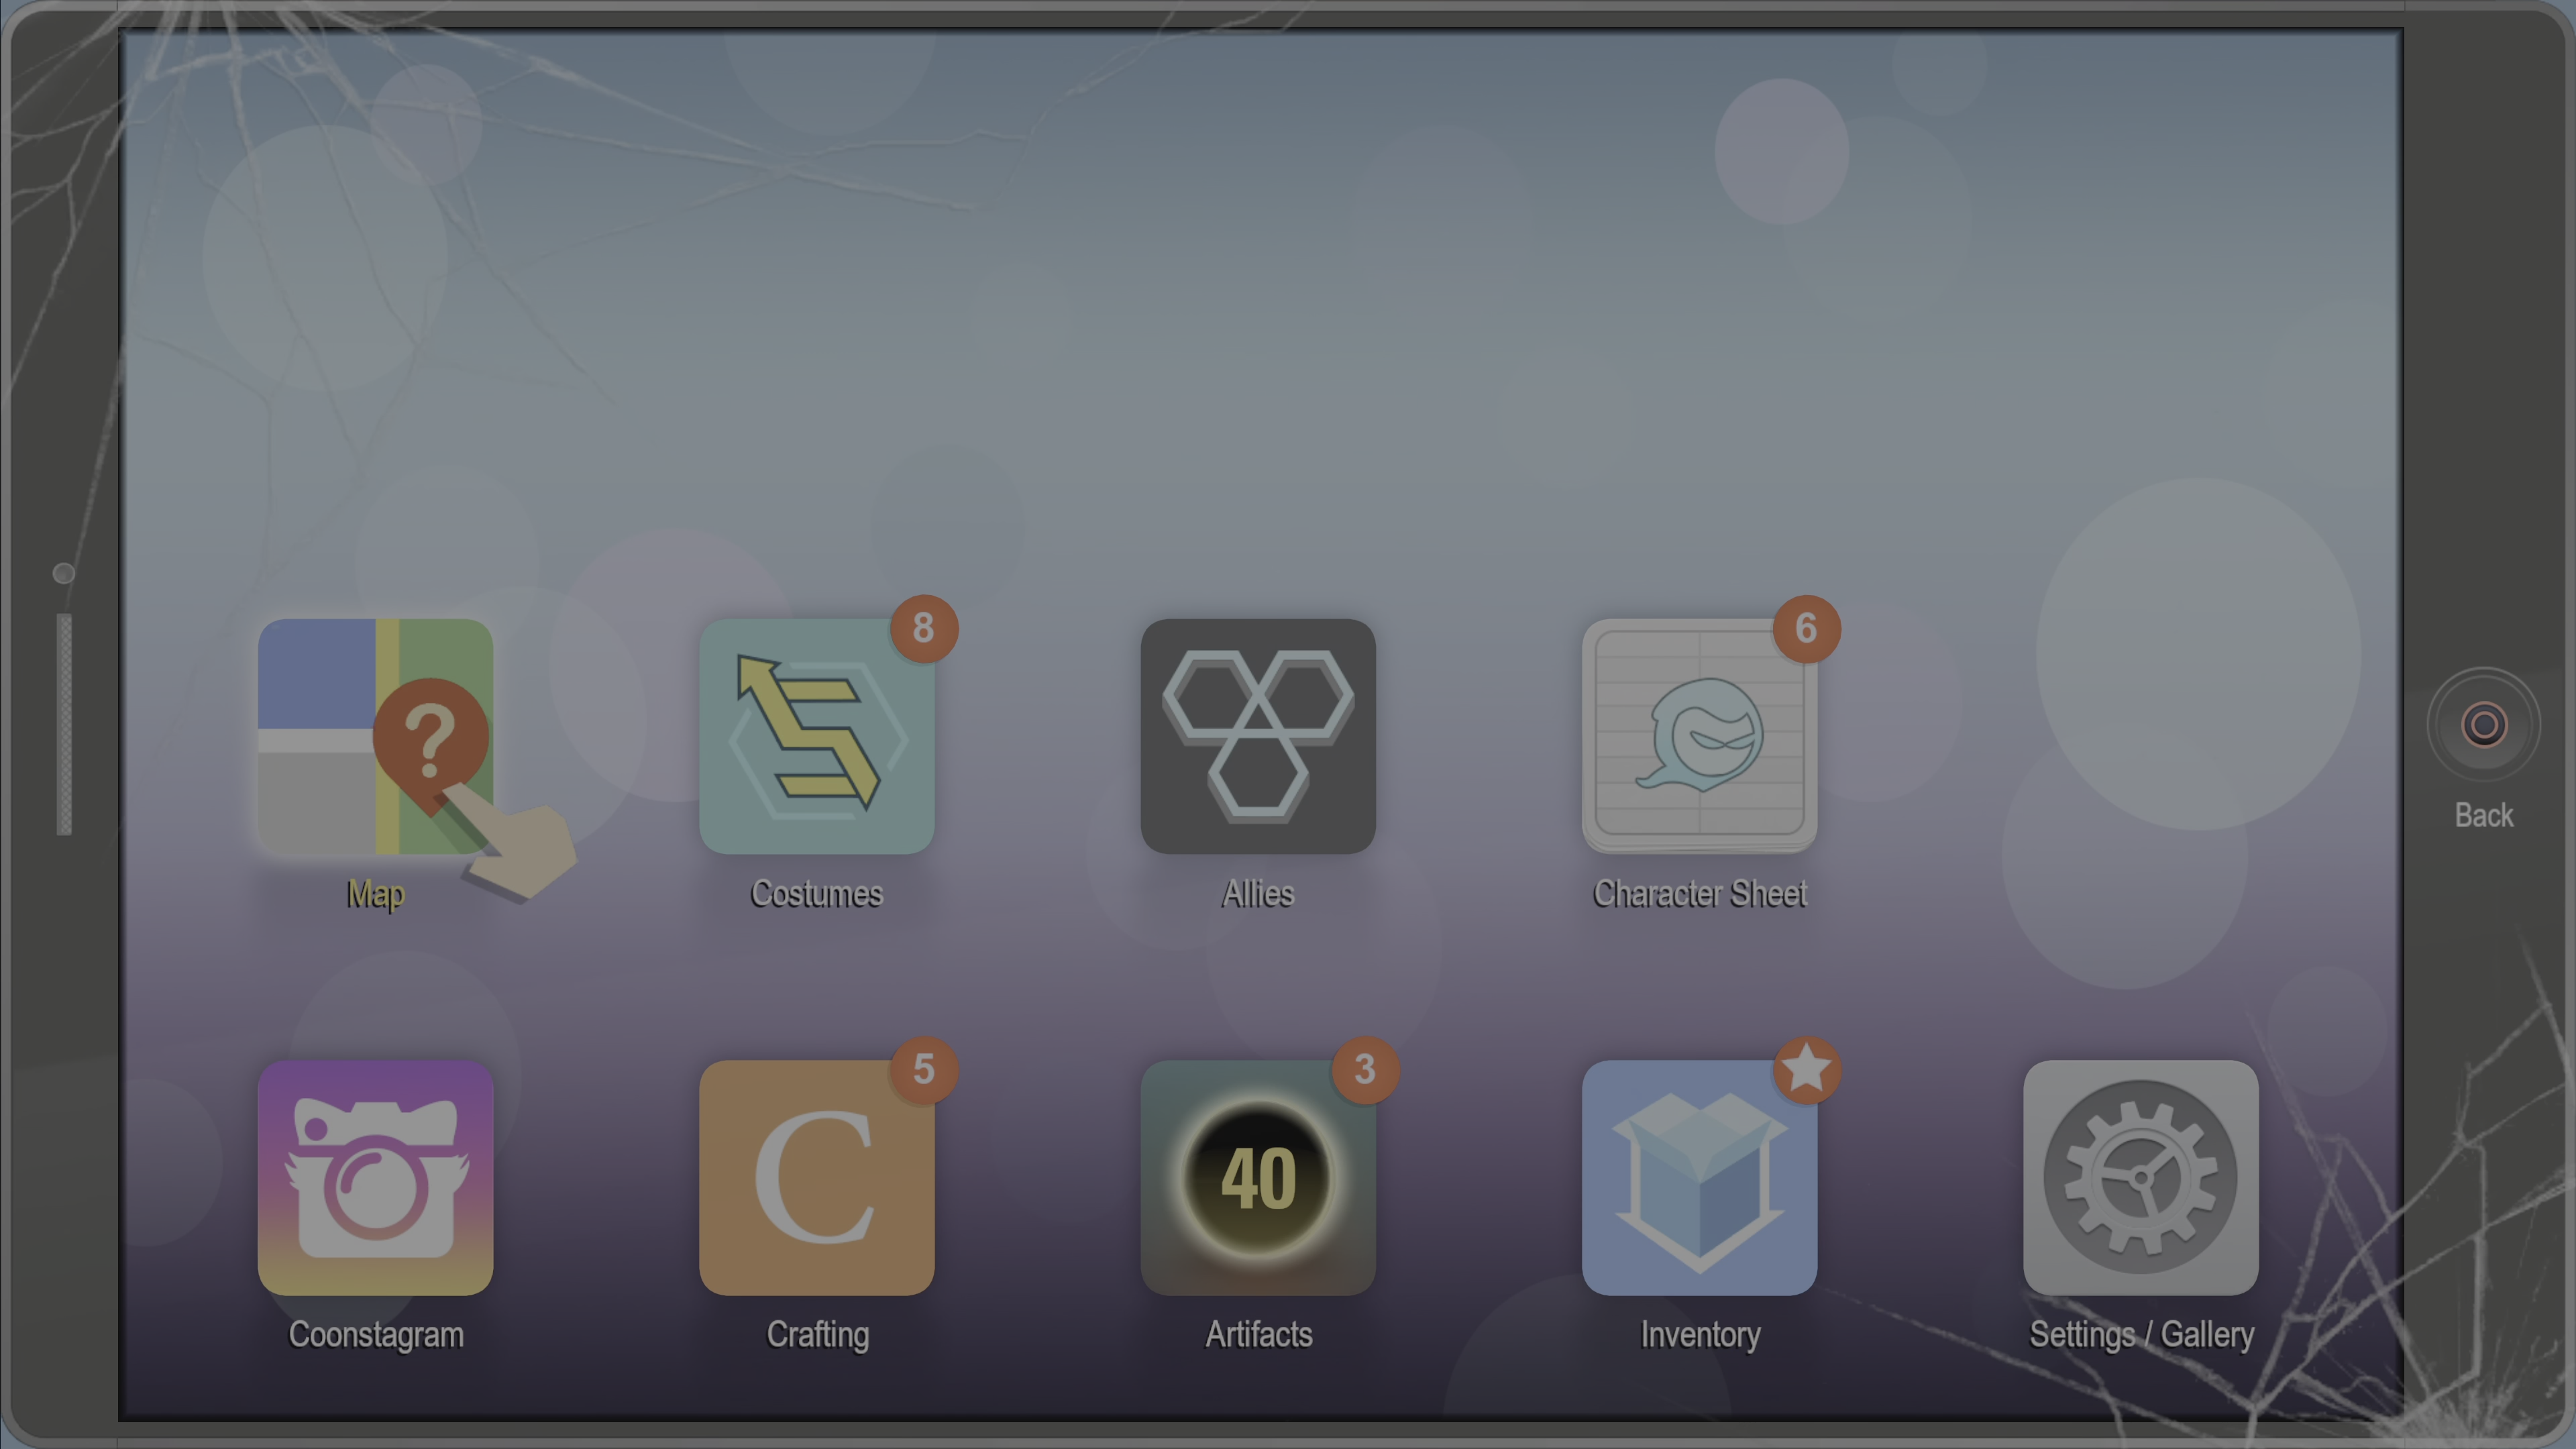 ?
8
6
Map
Costumes
Allies
Character Sheet
Back
5
3
C
40
Coonstagram
Crafting
Artifacts
Inventory
Settings / Gallery